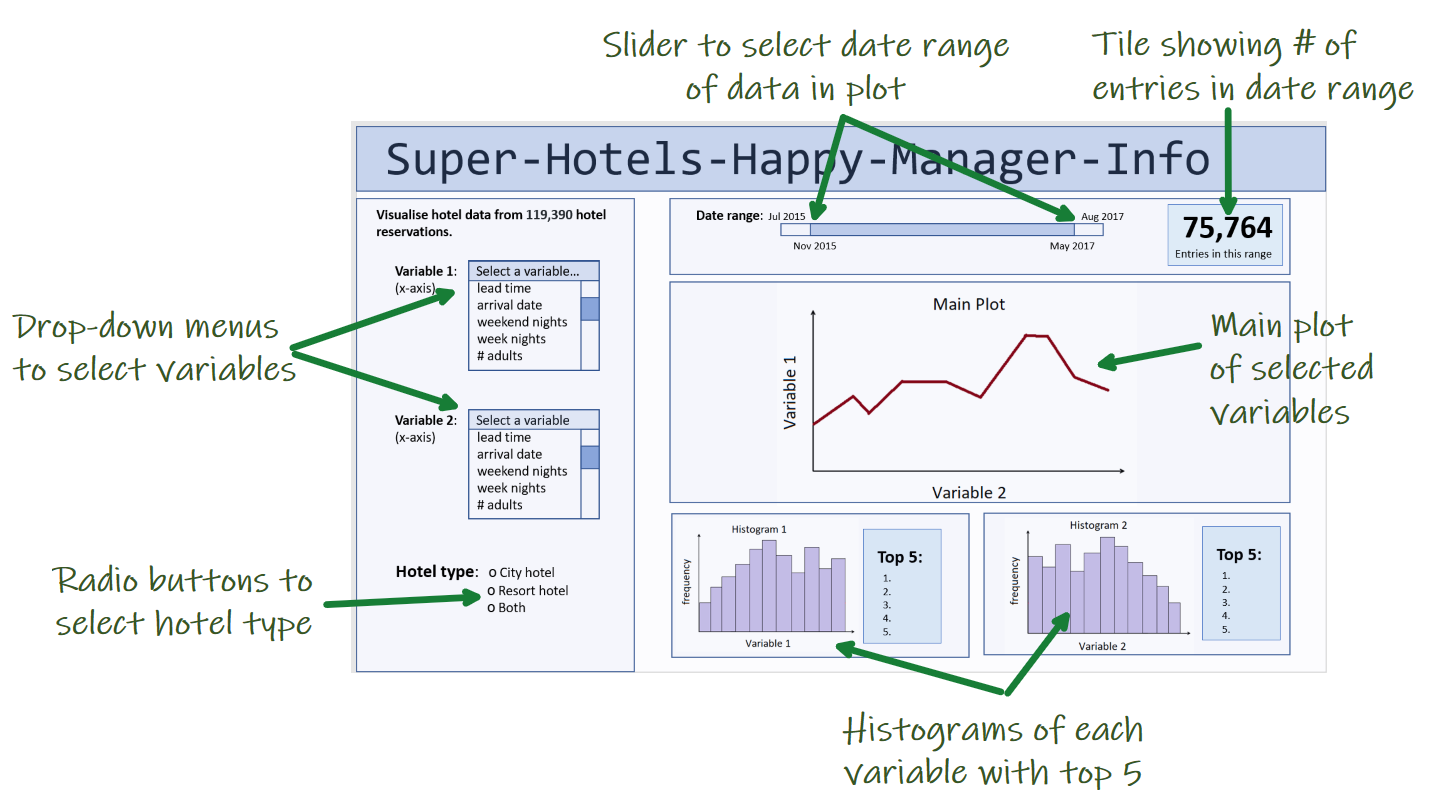 Slider to select date range
of data in plot
Tile showing # of
entries in date range
Super-Hotels-Happy-Manager-Info
Visualise hotel data from 119,390 hotel
reservations.
Variable 1:
(x-axis)
Select a variable...
lead time
arrival date
weekend nights
week nights
# adults
Drop-down menus
to select variables
Variable 2:
(x-axis)
Select a variable
lead time
arrival date
weekend nights
week nights
# adults
Hotel type:
o City hotel
o Resort hotel
o Both
Radio buttons to
select hotel type
Date range: Jul 2015
Aug 2017
Nov 2015
May 2017
75,764
Entries in this range
Main Plot
Variable 1
Variable 2
Main plot
of selected
variables
Histogram 1
frequency
Variable 1
Top 5:
1.
2.
3.
4.
5.
Histogram 2
frequency
Variable 2
Top 5:
1.
2.
3.
4.
5.
Histograms of each
variable with top 5